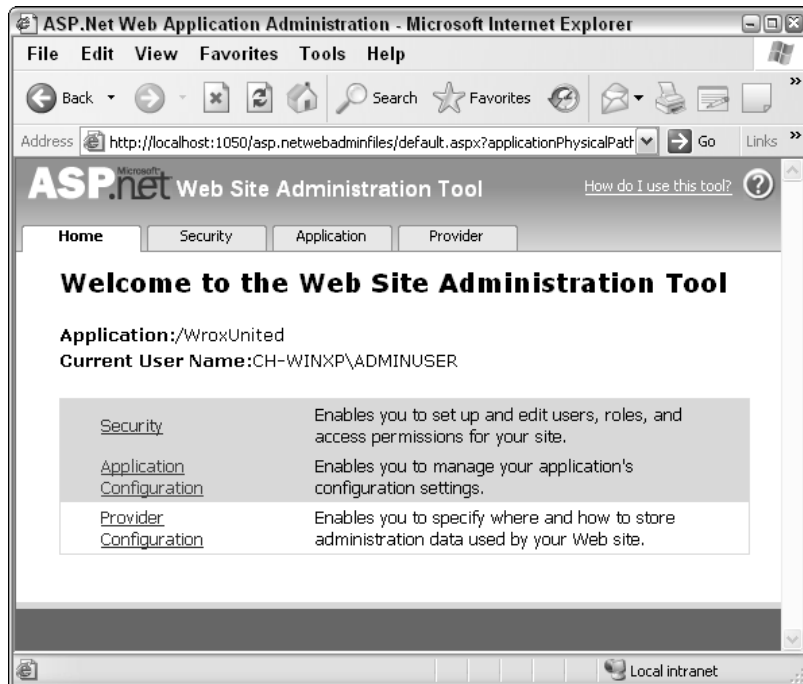 ASP.Net Web Application Administration - Microsoft Internet Explorer
File Edit View Favorites Tools Help
Back Search Favorites »
Address http://localhost:1050/asp.netwebadminfiles/default.aspx?applicationPhysicalPath Go Links »
Microsoft
ASP.net Web Site Administration Tool How do I use this tool? ?
Home Security Application Provider
Welcome to the Web Site Administration Tool
Application:/WroxUnited
Current User Name:CH-WINXP\ADMINUSER
Security Enables you to set up and edit users, roles, and
access permissions for your site.
Application Enables you to manage your application's
Configuration configuration settings.
Provider Enables you to specify where and how to store
Configuration administration data used by your Web site.
Local intranet